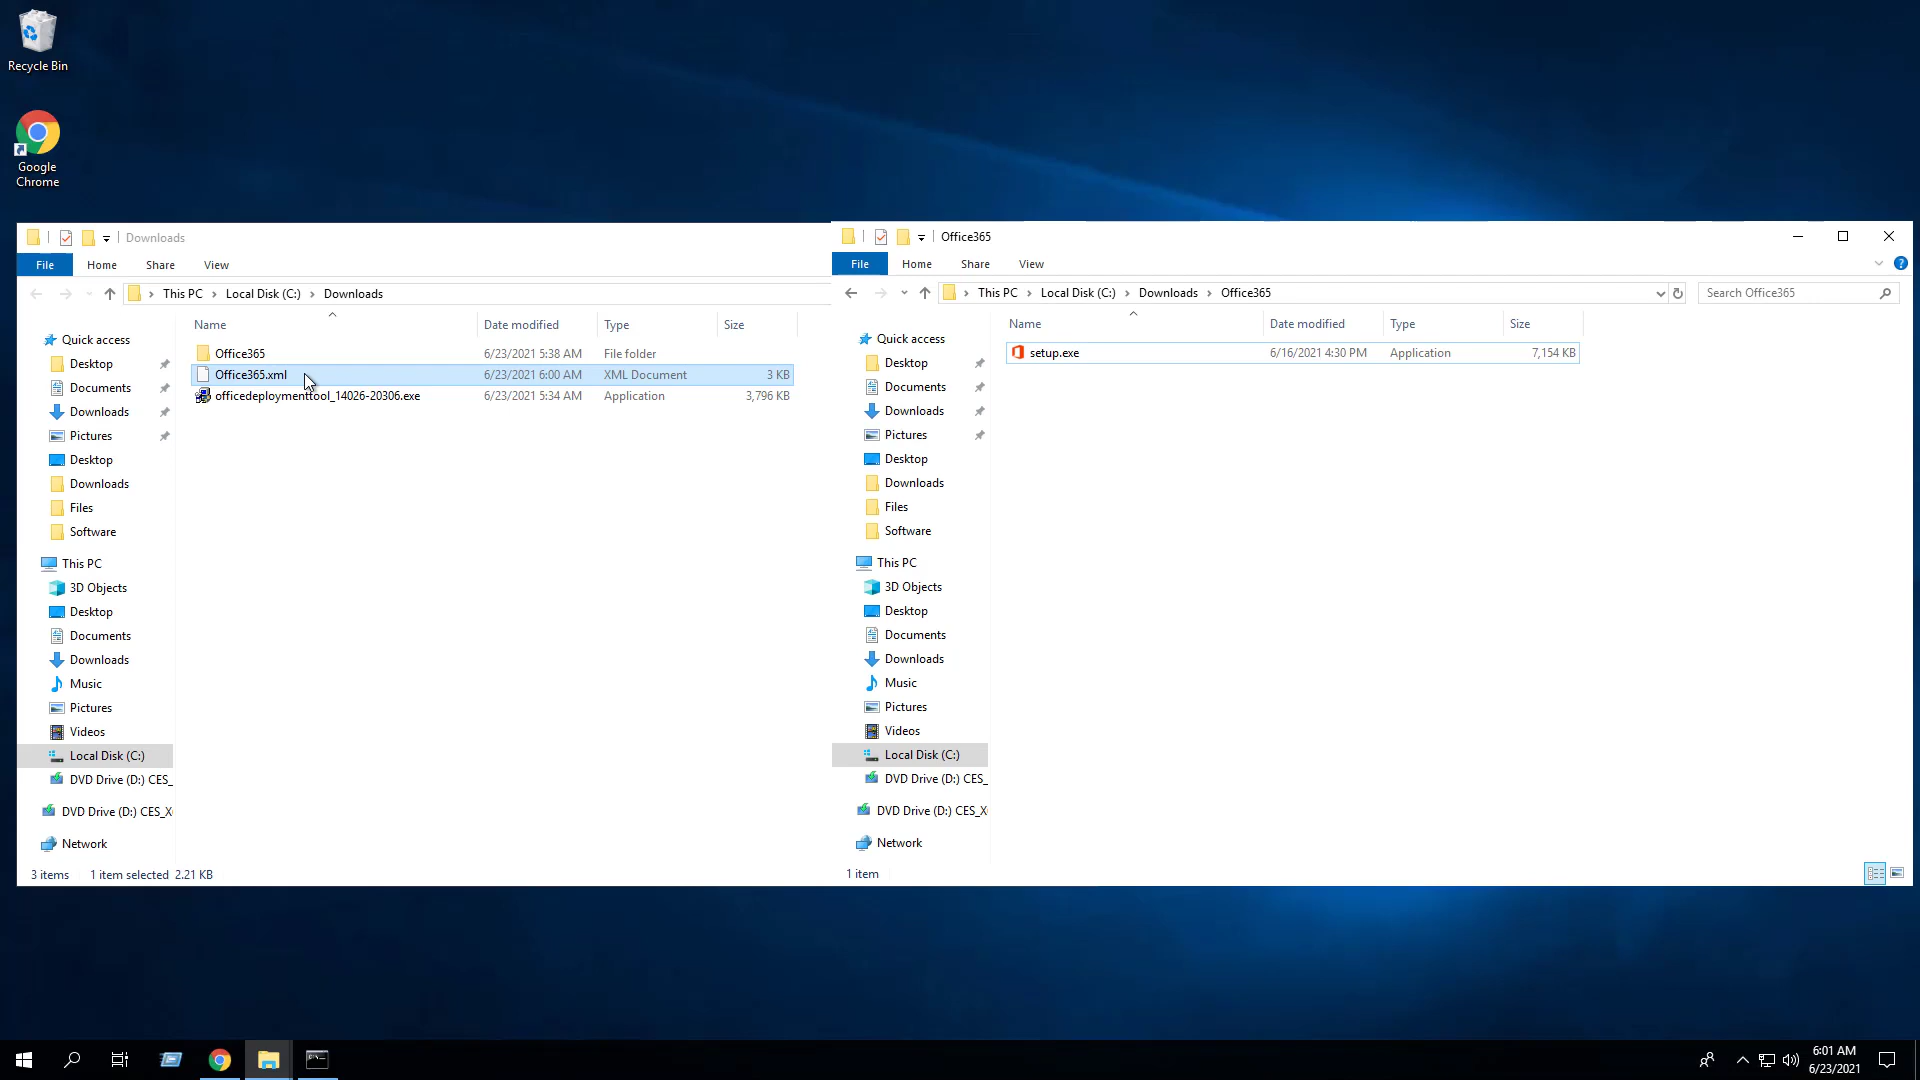 Recycle Bin
Google
Chrome
Downloads
File Home Share View
This PC Local Disk (C:) Downloads
Name Date modified Type Size
Office365 6/23/2021 5:38 AM File folder
Office365.xml 6/23/2021 6:00 AM XML Document 3 KB
officedeploymenttool_14026-20306.exe 6/23/2021 5:34 AM Application 3,796 KB
Quick access
Desktop
Documents
Downloads
Pictures
Desktop
Downloads
Files
Software
This PC
3D Objects
Desktop
Documents
Downloads
Music
Pictures
Videos
Local Disk (C:)
DVD Drive (D:) CES_
DVD Drive (D:) CES_X
Network
3 items 1 item selected 2.21 KB
Office365
File Home Share View
This PC Local Disk (C:) Downloads Office365
Search Office365
Name Date modified Type Size
setup.exe 6/16/2021 4:30 PM Application 7,154 KB
Quick access
Desktop
Documents
Downloads
Pictures
Desktop
Downloads
Files
Software
This PC
3D Objects
Desktop
Documents
Downloads
Music
Pictures
Videos
Local Disk (C:)
DVD Drive (D:) CES_
DVD Drive (D:) CES_X
Network
1 item
6:01 AM
6/23/2021